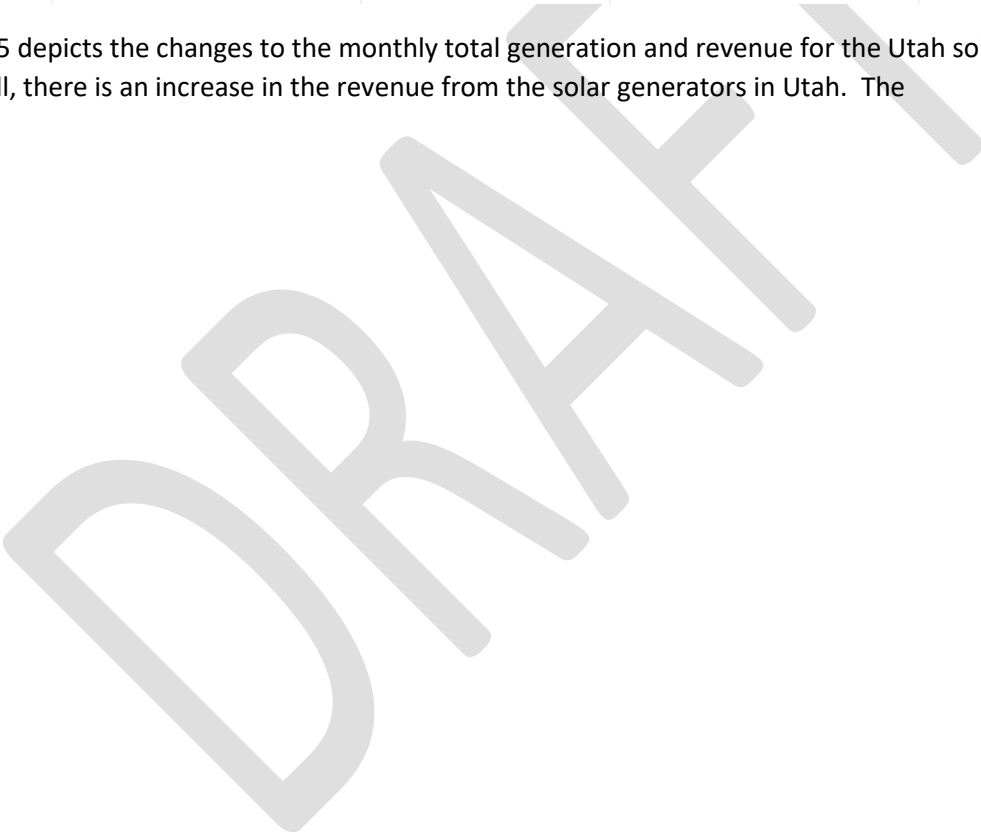 5 depicts the changes to the monthly total generation and revenue for the Utah so
ll, there is an increase in the revenue from the solar generators in Utah. The
DRAFT